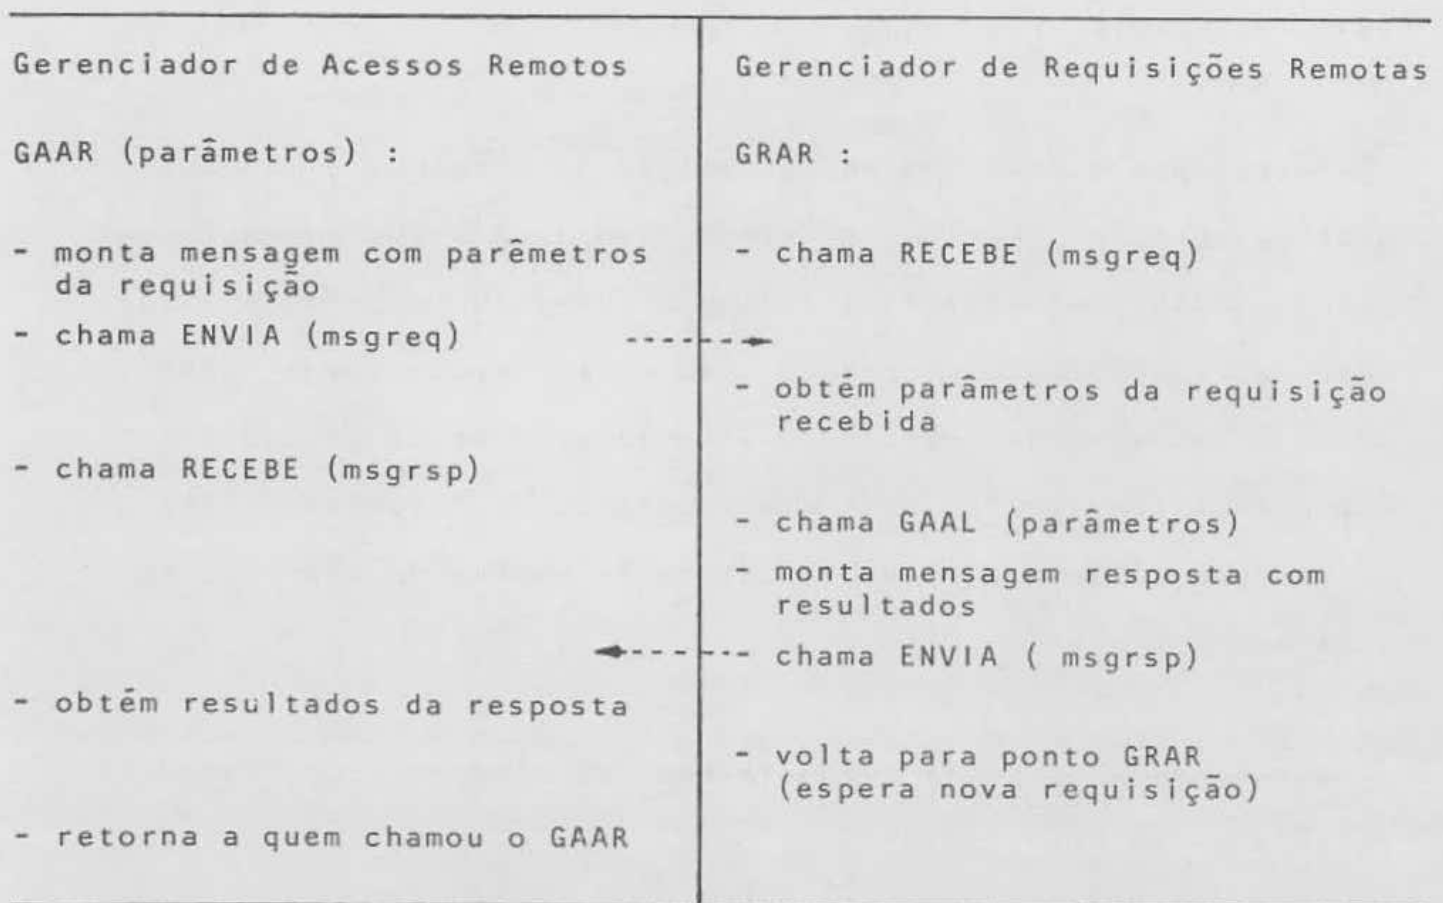 Gerenciador de Acessos Remotos
GAAR (parâmetros) :
- monta mensagem com parêmetros
da requisição
- chama ENVIA (msgreq)
- chama RECEBE (msgrsp)
- obtém resultados da resposta
- retorna a quem chamou o GAAR
Gerenciador de Requisições Remotas
GRAR :
- chama RECEBE (msgreq)
- obtém parâmetros da requisição
recebida
- chama GAAL (parâmetros)
- monta mensagem resposta com
resultados
- chama ENVIA ( msgrsp)
- volta para ponto GRAR
(espera nova requisição)